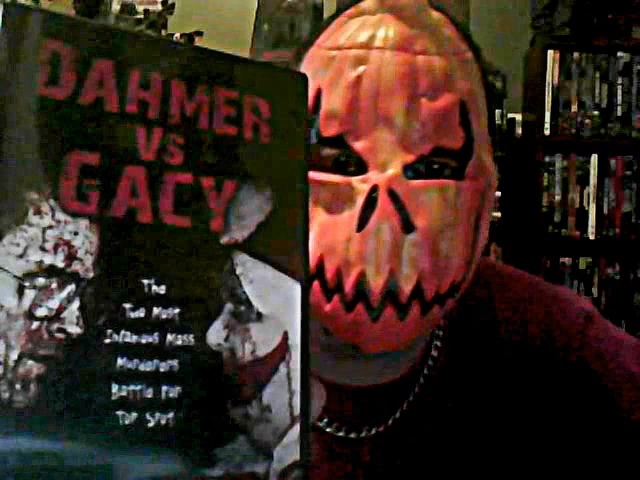 DAHMER
VS
GACY
The
Two Most
Infamous Mass
Murderers
Battle For
Top Spot